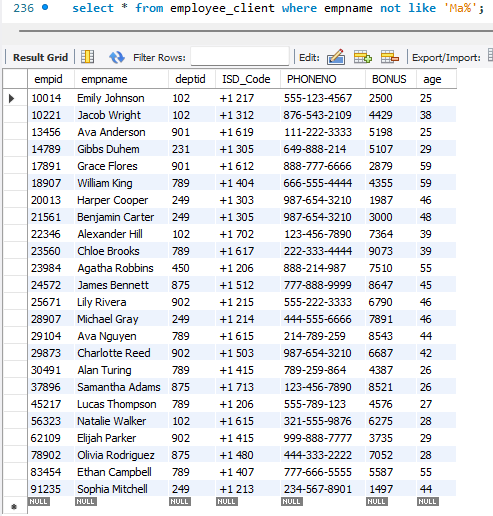 236 select * from employee_client where empname not like 'Ma%';
Result Grid Filter Rows: Edit: Export/Import:
empid empname deptid ISD_Code PHONENO BONUS age
10014 Emily Johnson 102 +1 217 555-123-4567 2500 25
10221 Jacob Wright 102 +1 312 876-543-2109 4429 38
13456 Ava Anderson 901 +1 619 111-222-3333 5198 25
14789 Gibbs Duhem 231 +1 305 649-888-214 5107 29
17891 Grace Flores 901 +1 612 888-777-6666 2879 59
18907 William King 789 +1 404 666-555-4444 4355 59
20013 Harper Cooper 249 +1 303 987-654-3210 1987 46
21561 Benjamin Carter 249 +1 305 987-654-3210 3000 48
22346 Alexander Hill 102 +1 702 123-456-7890 7364 39
23560 Chloe Brooks 789 +1 617 222-333-4444 9073 39
23984 Agatha Robbins 450 +1 206 888-214-987 7510 55
24572 James Bennett 875 +1 512 777-888-9999 8647 45
25671 Lily Rivera 902 +1 215 555-222-3333 6790 46
28907 Michael Gray 249 +1 214 444-555-6666 7891 46
29104 Ava Nguyen 789 +1 615 214-789-259 8543 44
29873 Charlotte Reed 902 +1 503 987-654-3210 6687 42
30491 Alan Turing 789 +1 415 789-259-864 4387 26
37896 Samantha Adams 875 +1 713 123-456-7890 8521 26
45217 Lucas Thompson 789 +1 206 555-789-123 4576 27
56323 Natalie Walker 102 +1 615 321-555-9876 6275 28
62109 Elijah Parker 902 +1 415 999-888-7777 3735 29
78902 Olivia Rodriguez 875 +1 480 444-333-2222 7052 28
83454 Ethan Campbell 789 +1 407 777-666-5555 5587 55
91235 Sophia Mitchell 249 +1 213 234-567-8901 1497 44
NULL NULL NULL NULL NULL NULL NULL